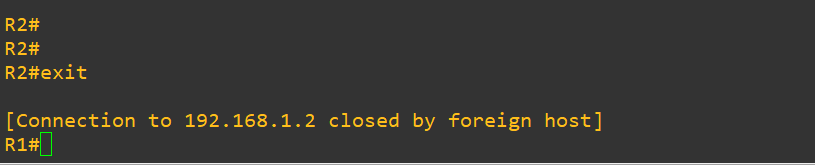 R2#
R2#
R2#exit
[Connection to 192.168.1.2 closed by foreign host]
R1#